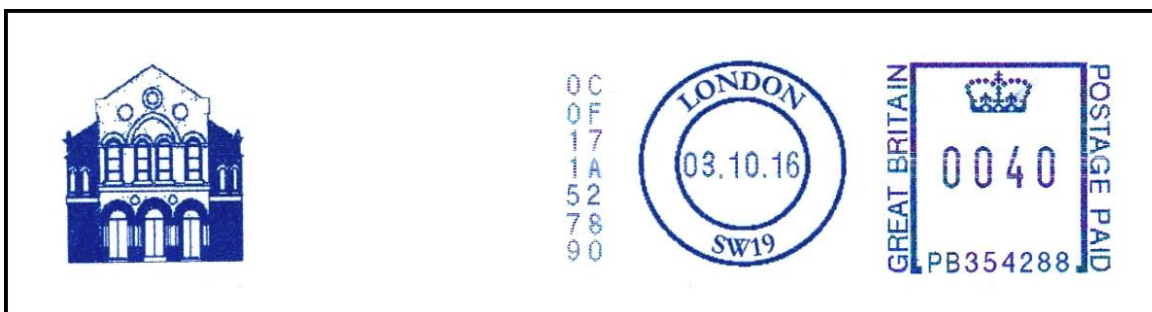 0C
0F
17
1A
52
78
90
LONDON
03.10.16
SW19
GREAT BRITAIN
0040
POSTAGE PAID
PB354288